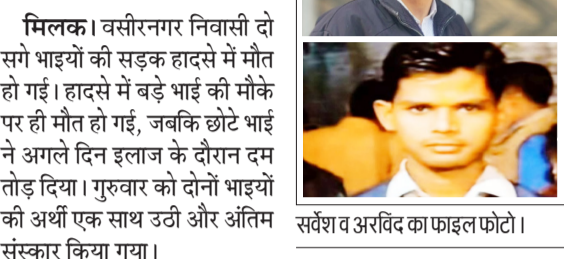 मिलक। वसीरनगर निवासी दो
सगे भाइयों की सड़क हादसे में मौत
हो गई। हादसे में बड़े भाई की मौके
पर ही मौत हो गई, जबकि छोटे भाई
ने अगले दिन इलाज के दौरान दम
तोड़ दिया। गुरुवार को दोनों भाइयों
की अर्थी एक साथ उठी और अंतिम
संस्कार किया गया।
सर्वेश व अरविंद का फाइल फोटो।